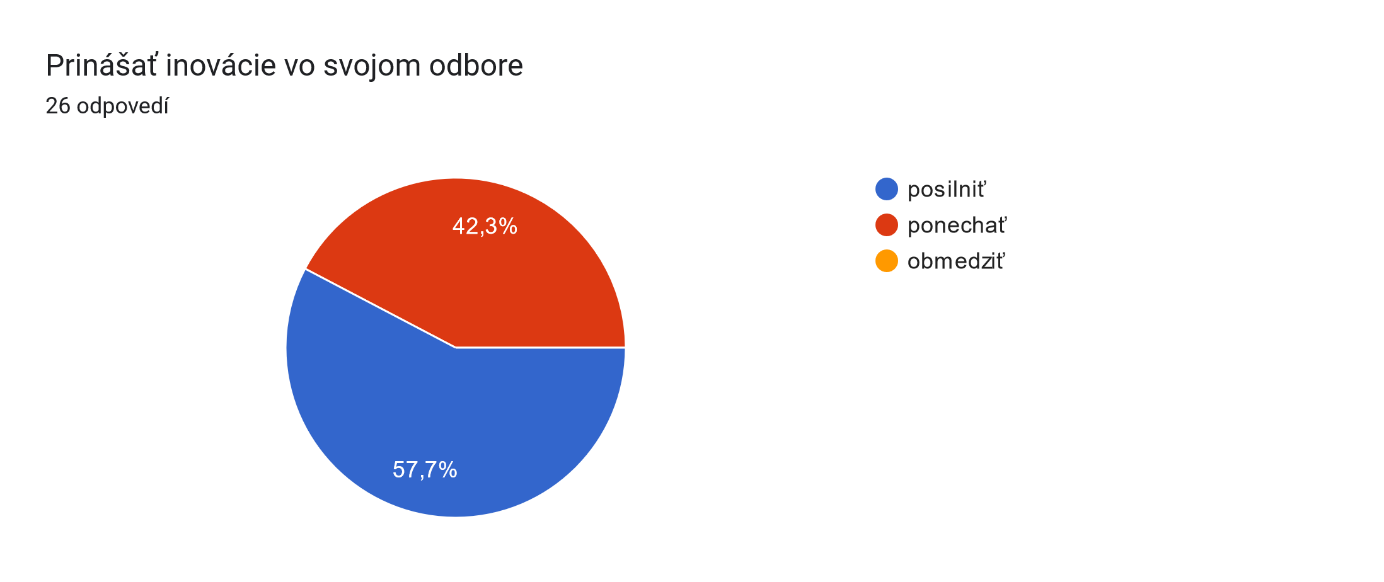 Prinášať inovácie vo svojom odbore
26 odpovedí
posilniť
ponechať
obmedziť
42,3%
57,7%